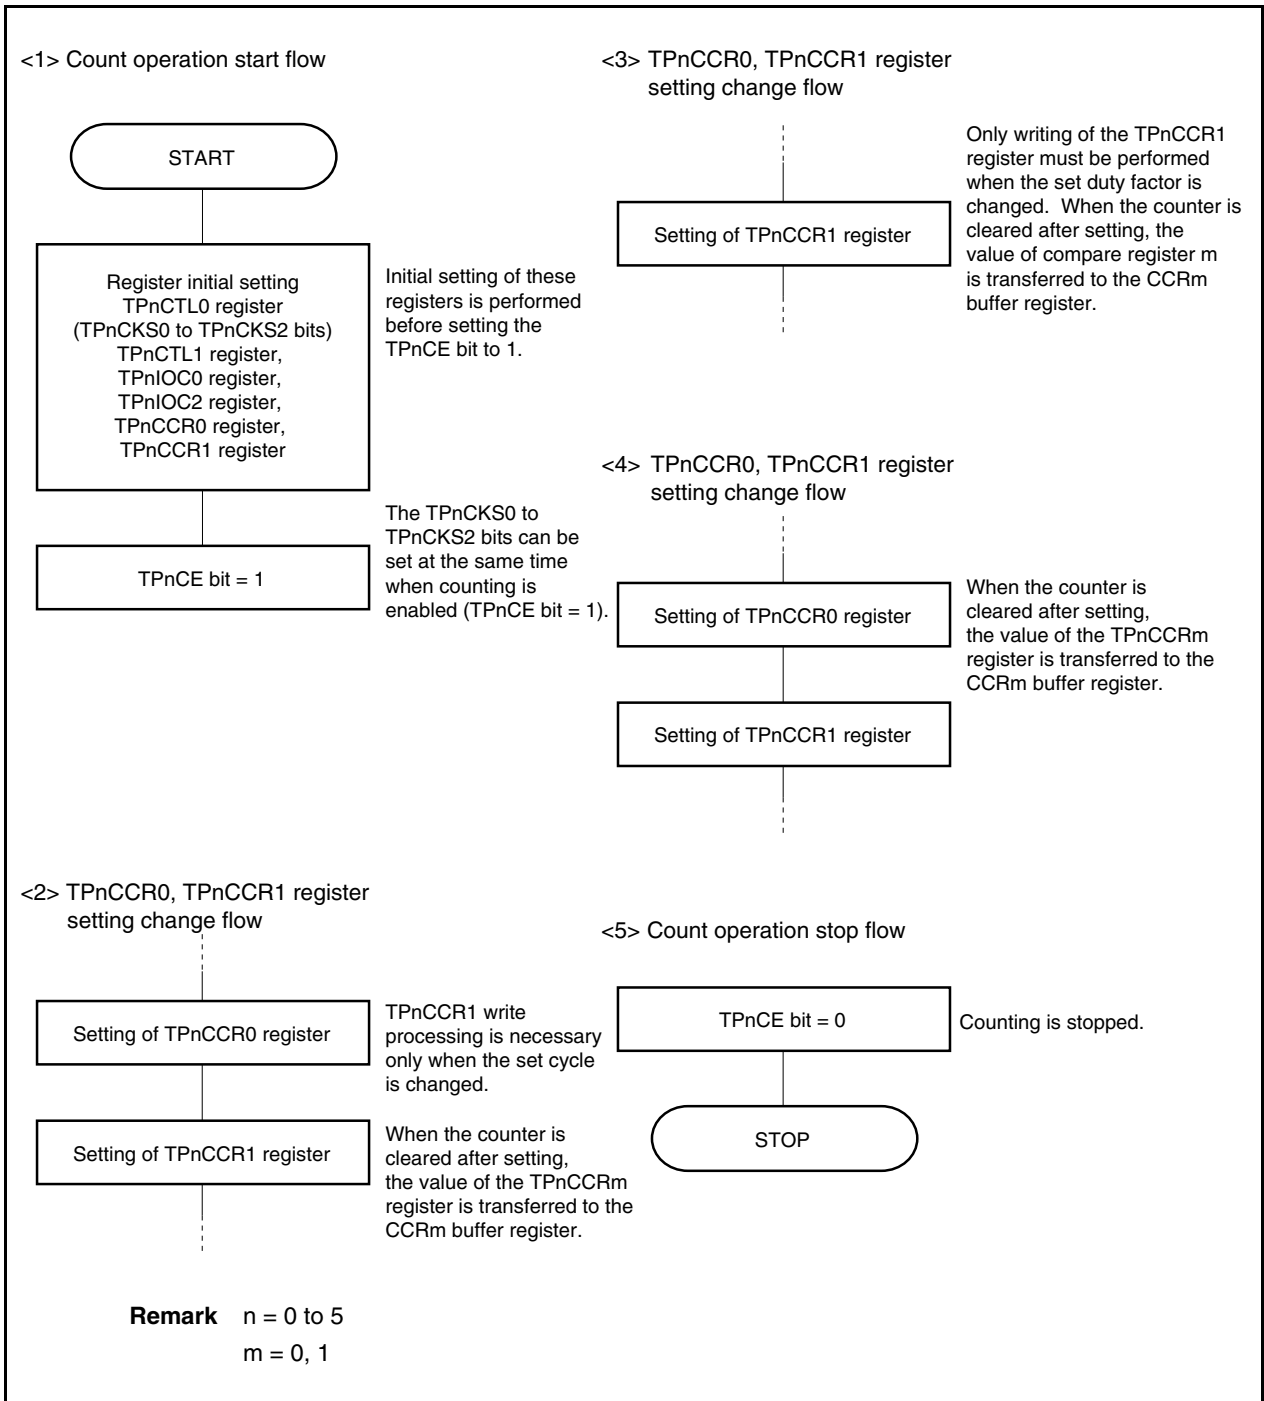 <1> Count operation start flow
START
Register initial setting
TPnCTL0 register
(TPnCKS0 to TPnCKS2 bits)
TPnCTL1 register,
TPnIOC0 register,
TPnIOC2 register,
TPnCCR0 register,
TPnCCR1 register
Initial setting of these
registers is performed
before setting the
TPnCE bit to 1.
TPnCE bit = 1
The TPnCKS0 to
TPnCKS2 bits can be
set at the same time
when counting is
enabled (TPnCE bit = 1).
<2> TPnCCR0, TPnCCR1 register
setting change flow
Setting of TPnCCR0 register
TPnCCR1 write
processing is necessary
only when the set cycle
is changed.
Setting of TPnCCR1 register
When the counter is
cleared after setting,
the value of the TPnCCRm
register is transferred to the
CCRm buffer register.
<3> TPnCCR0, TPnCCR1 register
setting change flow
Setting of TPnCCR1 register
Only writing of the TPnCCR1
register must be performed
when the set duty factor is
changed. When the counter is
cleared after setting, the
value of compare register m
is transferred to the CCRm
buffer register.
<4> TPnCCR0, TPnCCR1 register
setting change flow
Setting of TPnCCR0 register
When the counter is
cleared after setting,
the value of the TPnCCRm
register is transferred to the
CCRm buffer register.
Setting of TPnCCR1 register
<5> Count operation stop flow
TPnCE bit = 0
Counting is stopped.
STOP
Remark n = 0 to 5
m = 0, 1